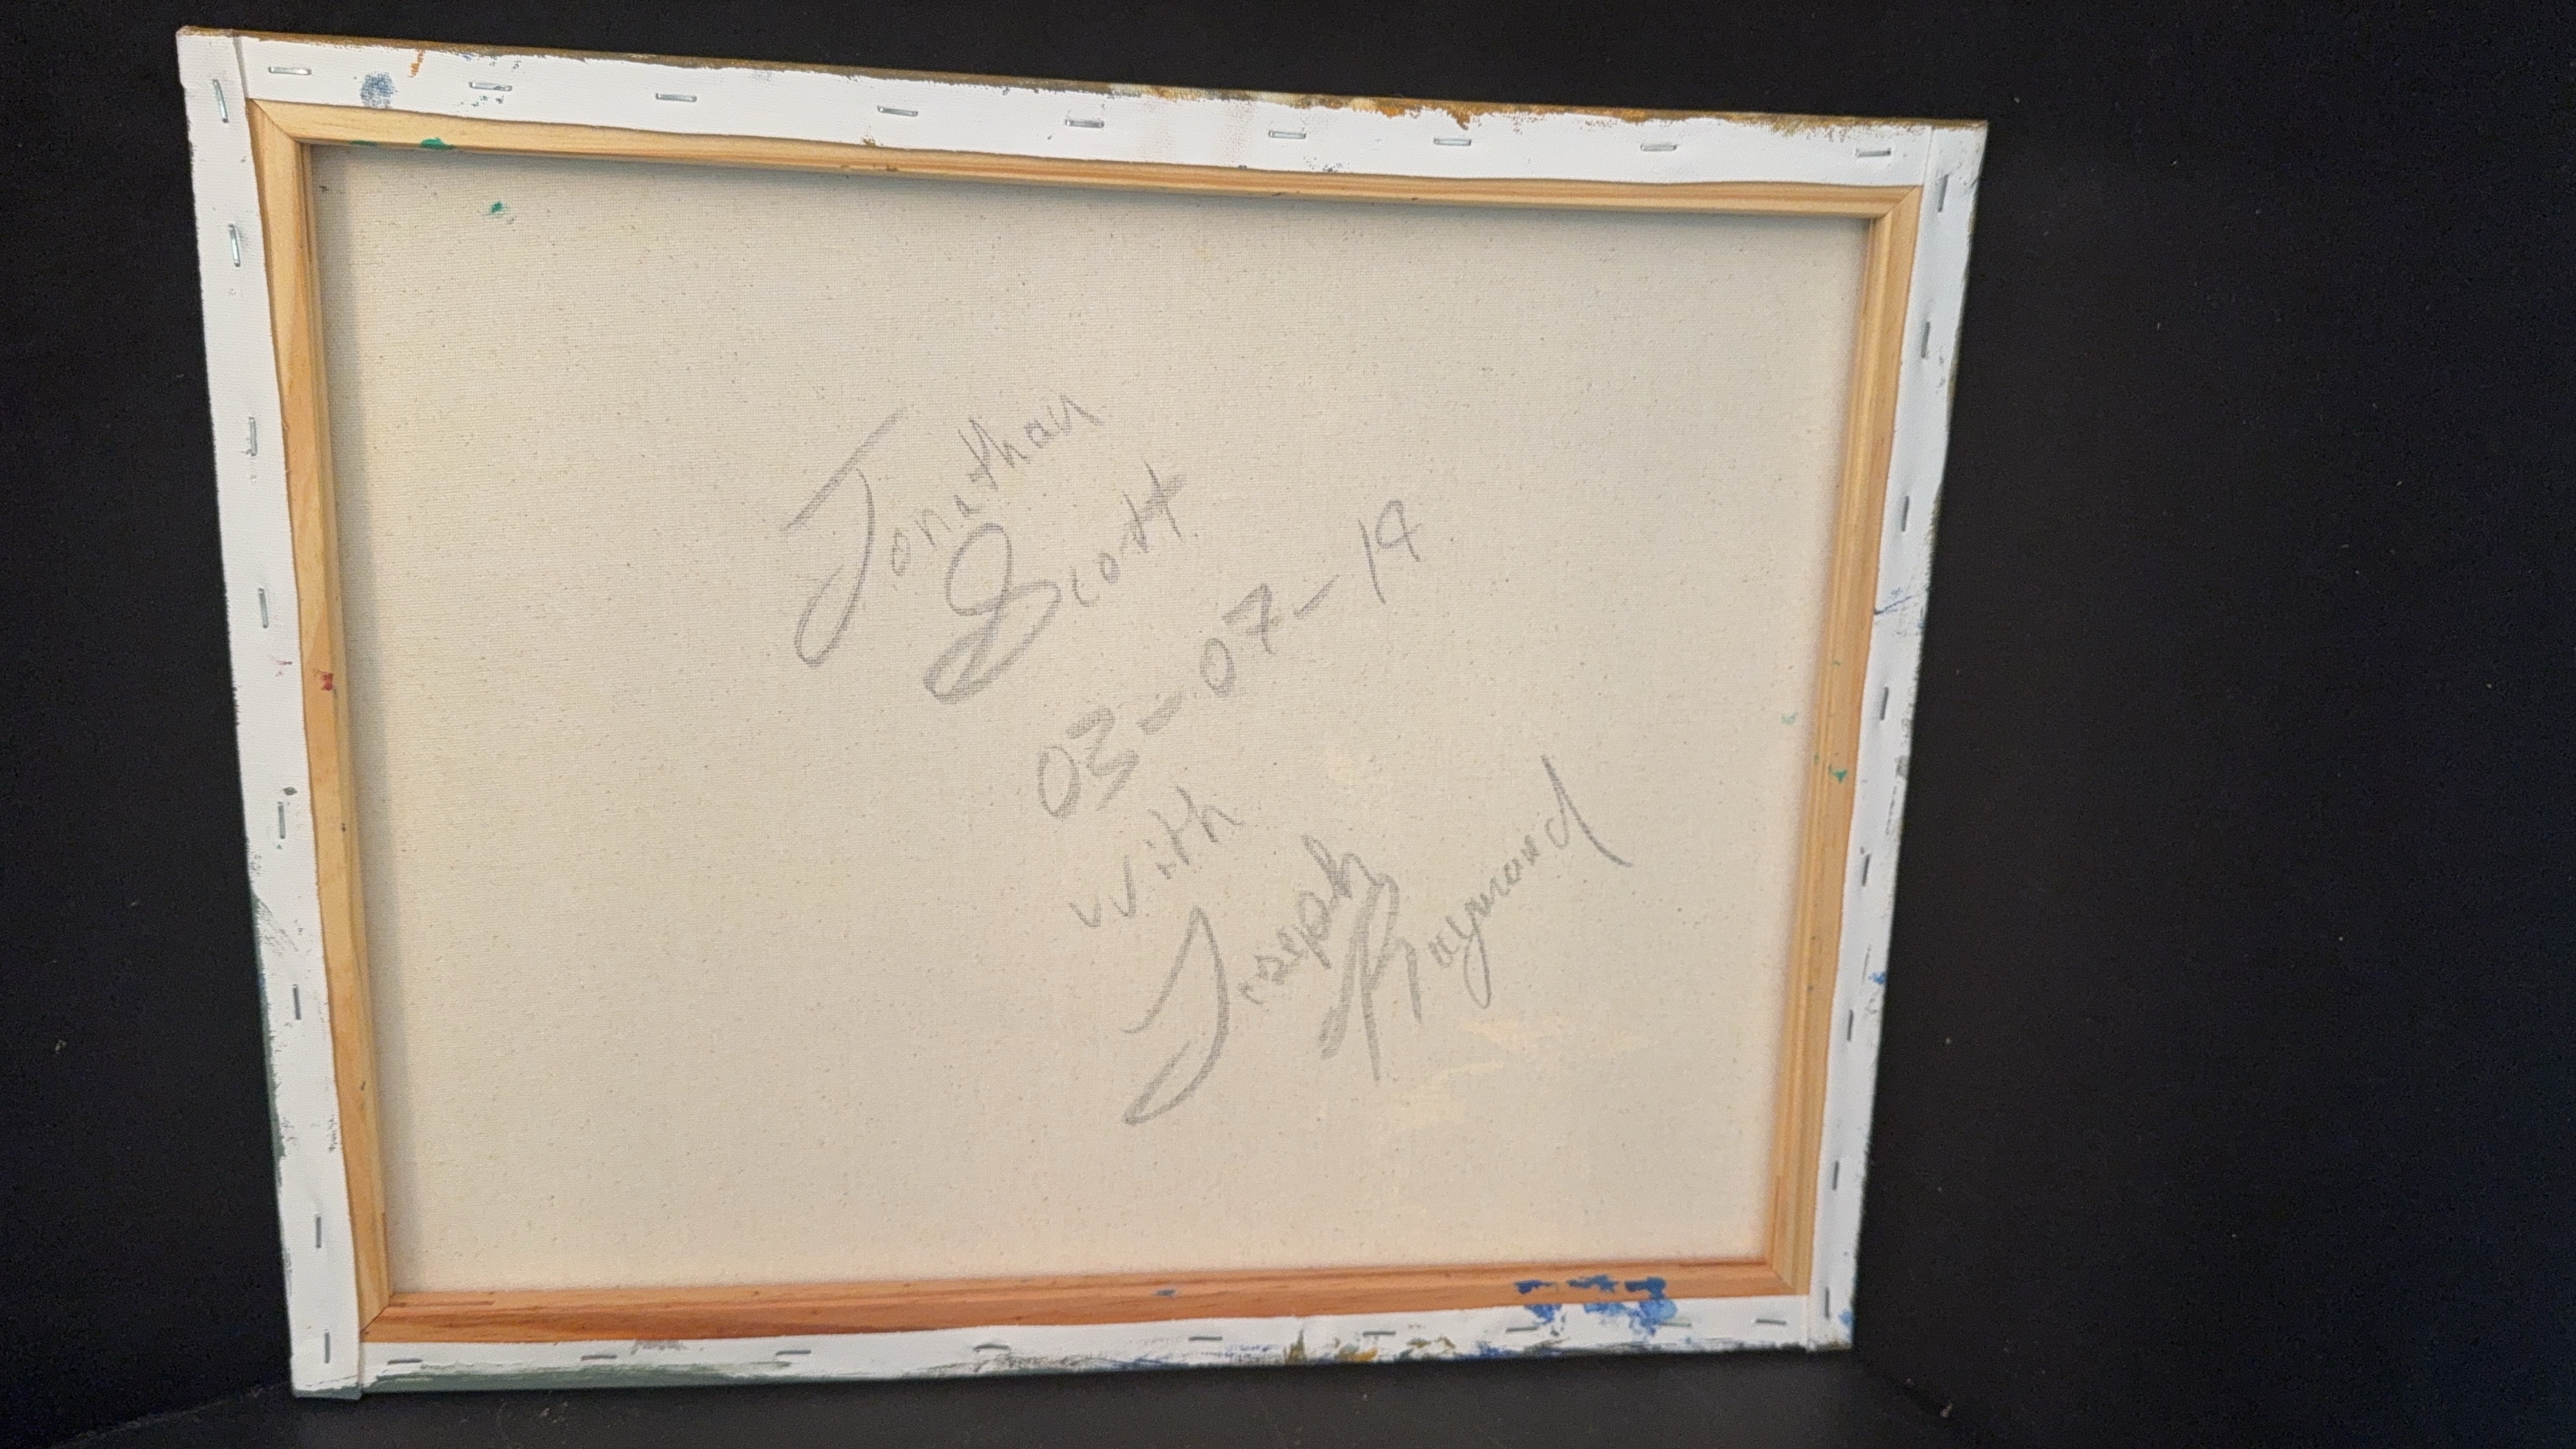 Jonathan
Scott
03-07-19
with
Joseph Raymond